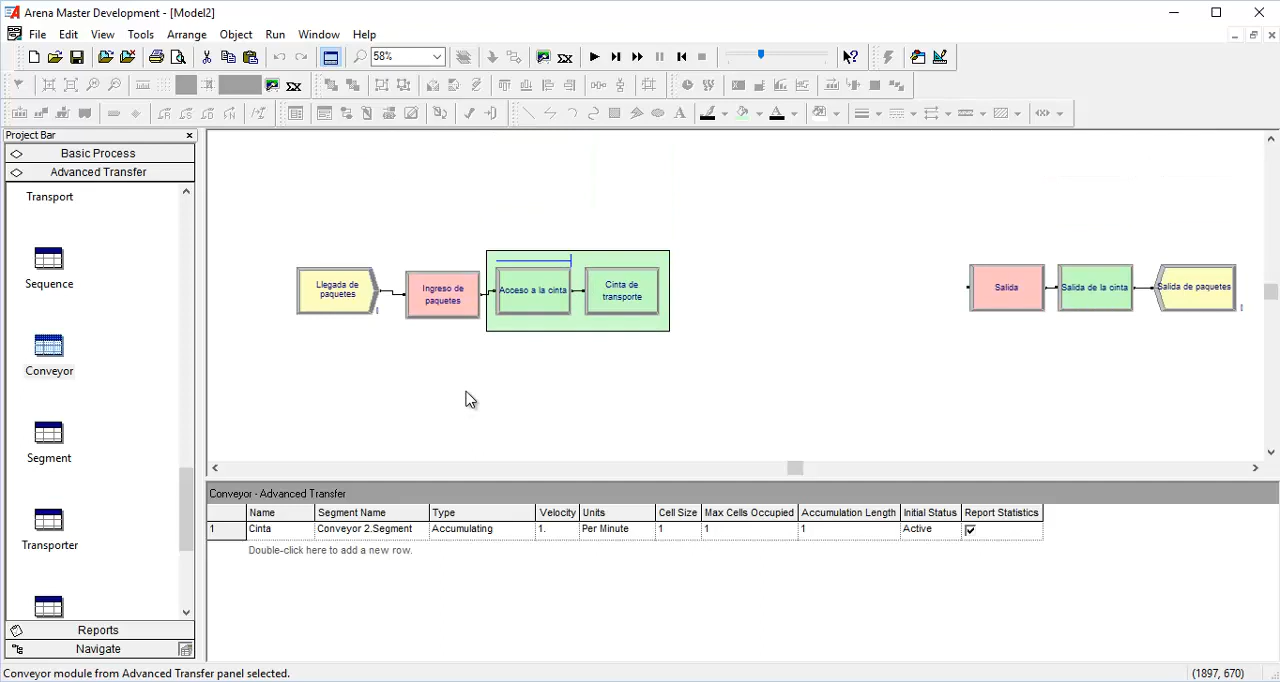 Arena Master Development - [Model2]
File Edit View Tools Arrange Object Run Window Help
58%
Project Bar
Basic Process
Advanced Transfer
Transport
Sequence
Conveyor
Segment
Transporter
Reports
Navigate
Llegada de
paquetes
Ingreso de
paquetes
Acceso a la cinta
Cinta de
transporte
Salida
Salida de la cinta
Salida de paquetes
Conveyor - Advanced Transfer
Name Segment Name Type Velocity Units Cell Size Max Cells Occupied Accumulation Length Initial Status Report Statistics
1 Cinta Conveyor 2.Segment Accumulating 1. Per Minute 1 1 1 Active
Double-click here to add a new row.
Conveyor module from Advanced Transfer panel selected.
(1897, 670)